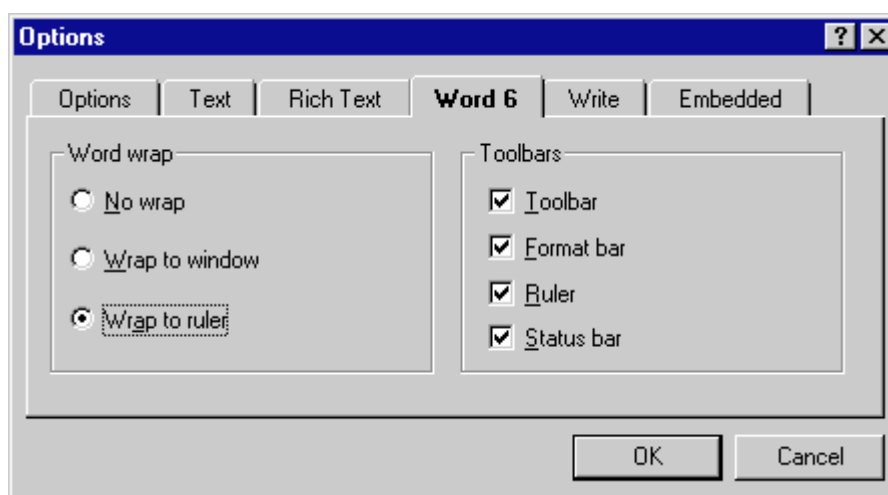 Options
Options Text Rich Text Word 6 Write Embedded
Word wrap
No wrap
Wrap to window
Wrap to ruler
Toolbars
Toolbar
Format bar
Ruler
Status bar
OK Cancel